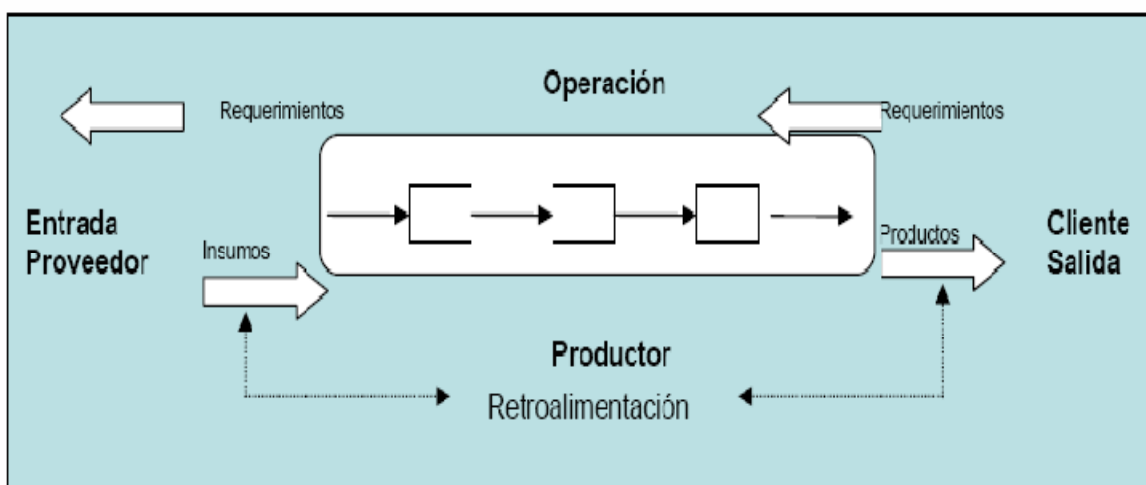 Operación
Requerimientos
Requerimientos
Entrada
Proveedor
Insumos
Productos
Cliente
Salida
Productor
Retroalimentación